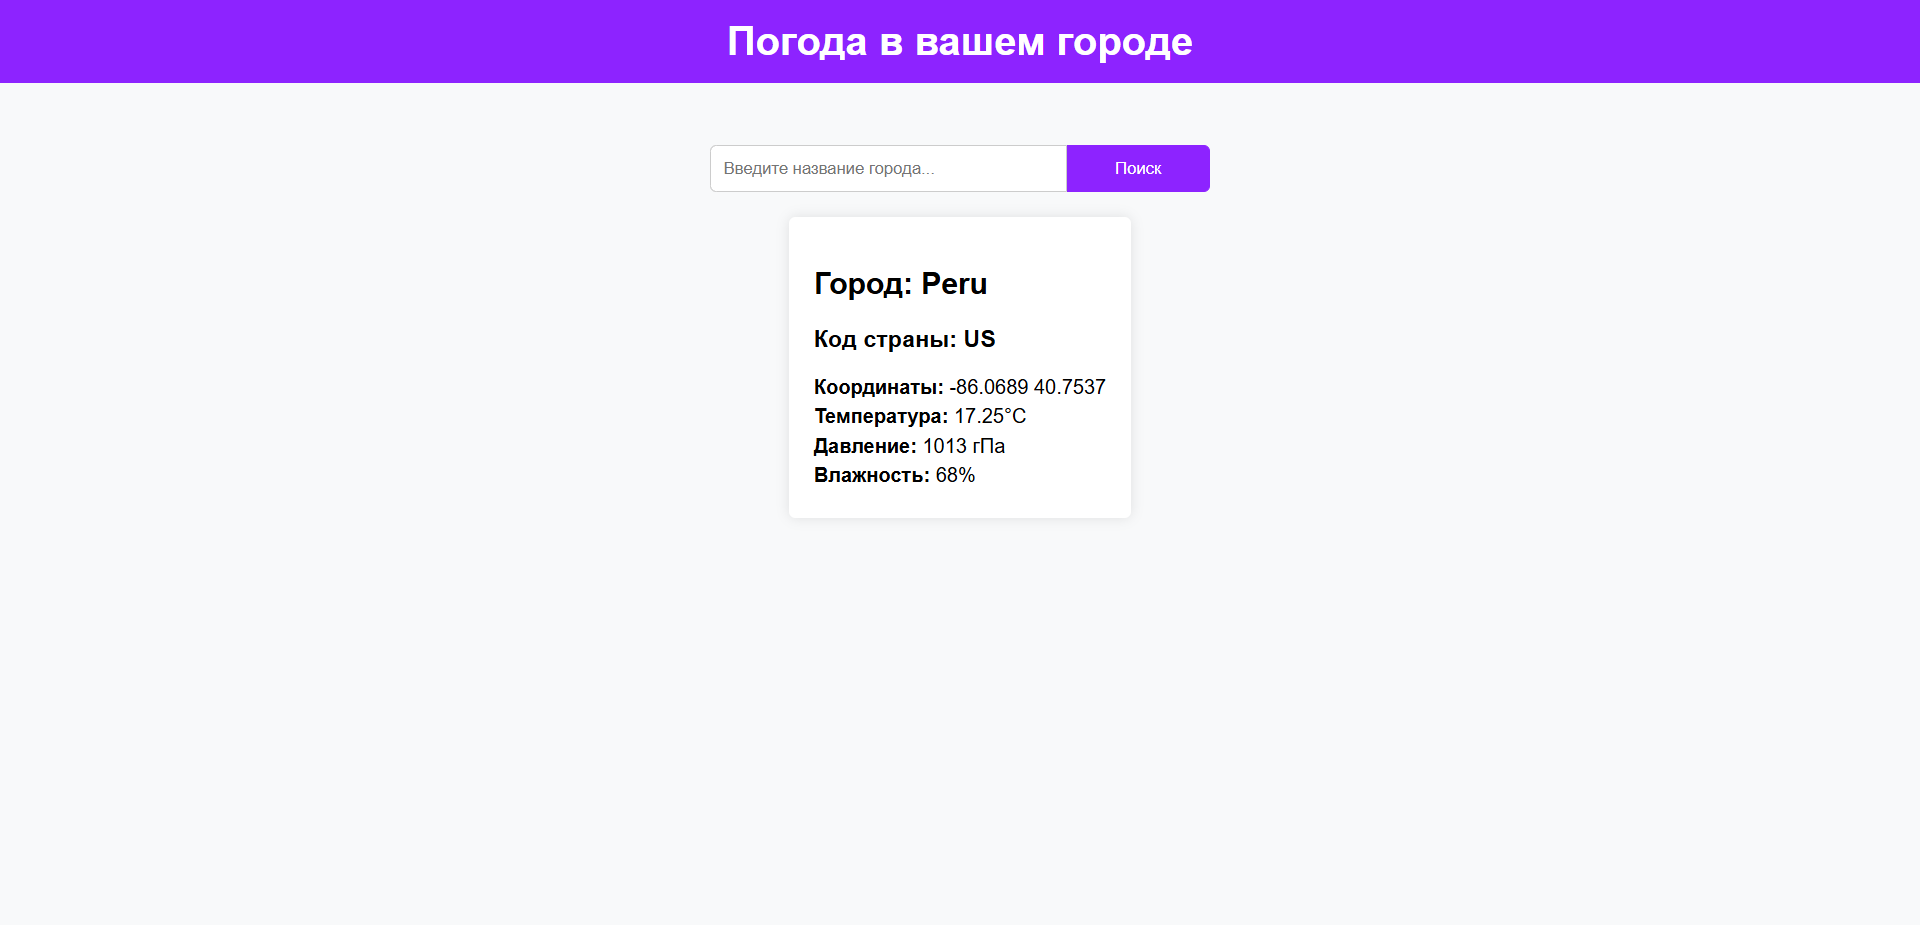 Погода в вашем городе
Введите название города...
Поиск
Город: Peru
Код страны: US
Координаты: -86.0689 40.7537
Температура: 17.25°C
Давление: 1013 гПа
Влажность: 68%